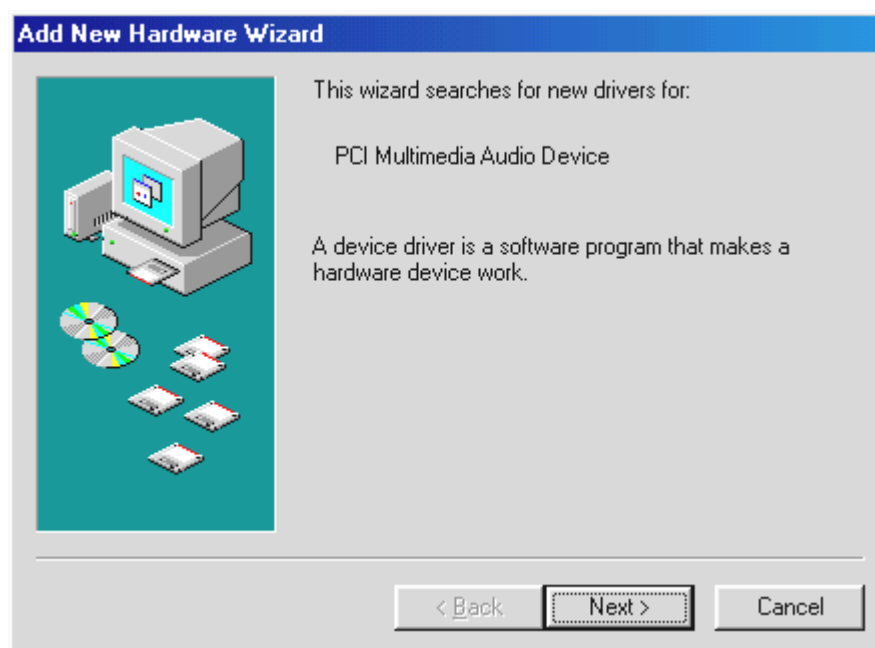 Add New Hardware Wizard
This wizard searches for new drivers for:
PCI Multimedia Audio Device
A device driver is a software program that makes a
hardware device work.
< Back
Next >
Cancel